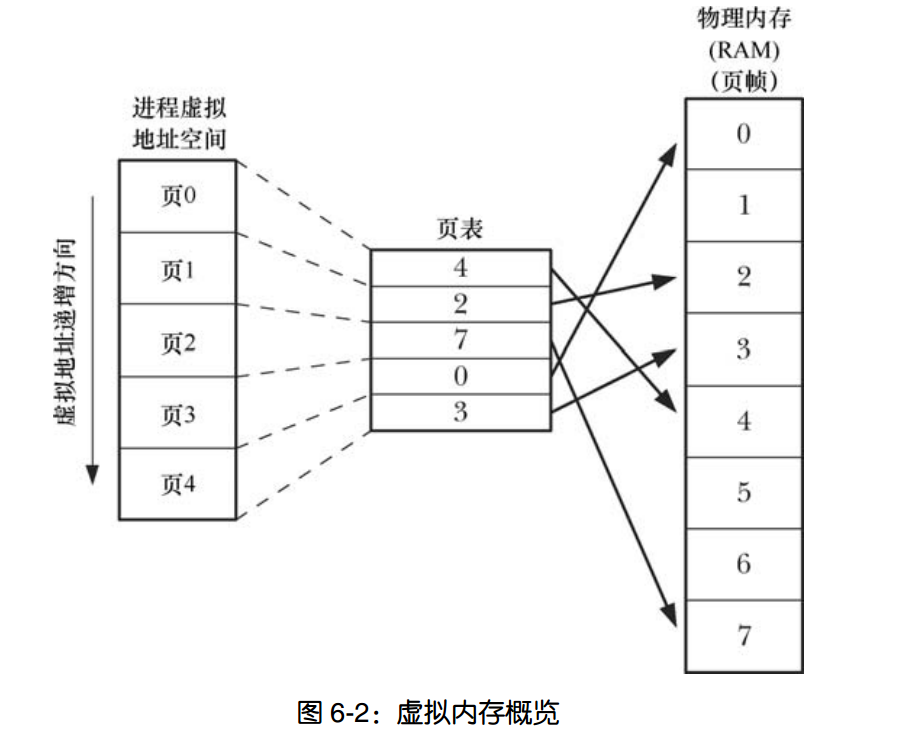 物理内存
(RAM)
(页帧)
进程虚拟
地址空间
虚拟地址递增方向
页0
页1
页2
页3
页4
页表
4
2
7
0
3
0
1
2
3
4
5
6
7
图 6-2：虚拟内存概览